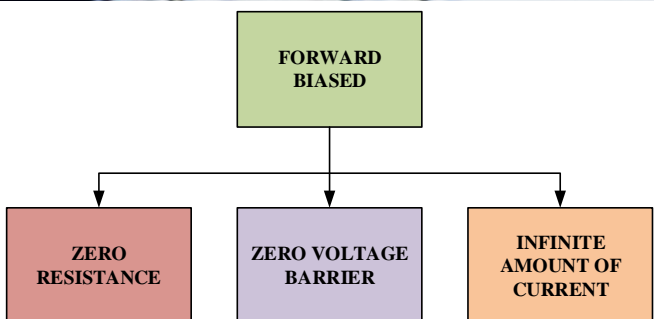 FORWARD
BIASED
ZERO
RESISTANCE
ZERO VOLTAGE
BARRIER
INFINITE
AMOUNT OF
CURRENT